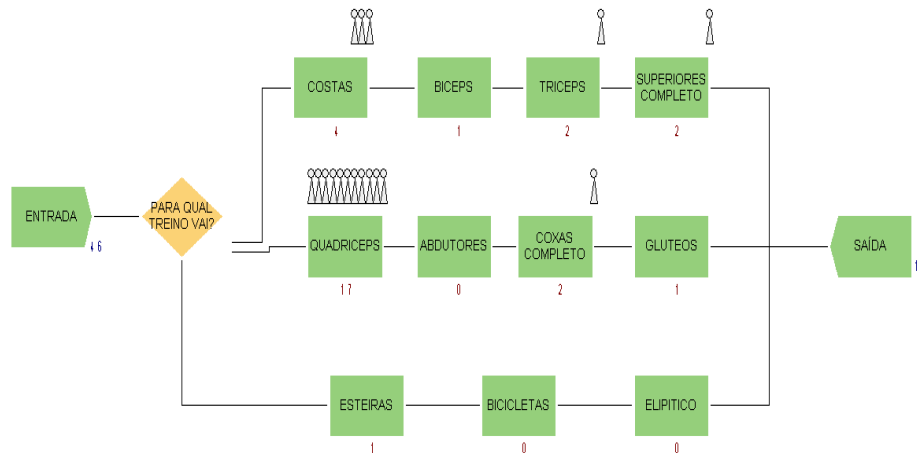 COSTAS
BICEPS
TRICEPS
SUPERIORES
COMPLETO
4
1
2
2
ENTRADA
46
PARA QUAL
TREINO VAI?
QUADRICEPS
ABDUTORES
COXAS
COMPLETO
GLUTEOS
SAÍDA
17
0
2
1
ESTEIRAS
BICICLETAS
ELIPITICO
1
0
0